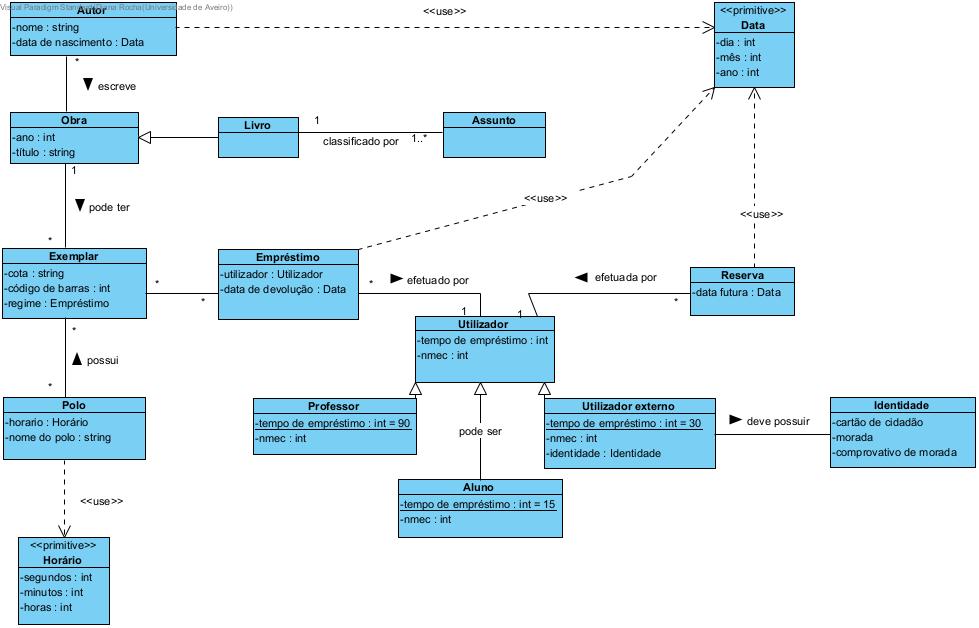 Visual Paradigm Standard(Diana Rocha(Universidade de Aveiro))
Autor
-nome : string
-data de nascimento : Data
<<use>>
<<primitive>>
Data
-dia : int
-mês : int
-ano : int
*
escreve
Obra
-ano : int
-título : string
Livro
1
classificado por
1..*
Assunto
1
pode ter
*
<<use>>
<<use>>
Exemplar
-cota : string
-código de barras : int
-regime : Empréstimo
*
*
Empréstimo
-utilizador : Utilizador
-data de devolução : Data
*
efetuado por
1
efetuada por
1
*
Reserva
-data futura : Data
Utilizador
-tempo de empréstimo : int
-nmec : int
*
possui
*
Polo
-horario : Horário
-nome do polo : string
Professor
-tempo de empréstimo : int = 90
-nmec : int
pode ser
Utilizador externo
-tempo de empréstimo : int = 30
-nmec : int
-identidade : Identidade
deve possuir
Identidade
-cartão de cidadão
-morada
-comprovativo de morada
Aluno
-tempo de empréstimo : int = 15
-nmec : int
<<use>>
<<primitive>>
Horário
-segundos : int
-minutos : int
-horas : int